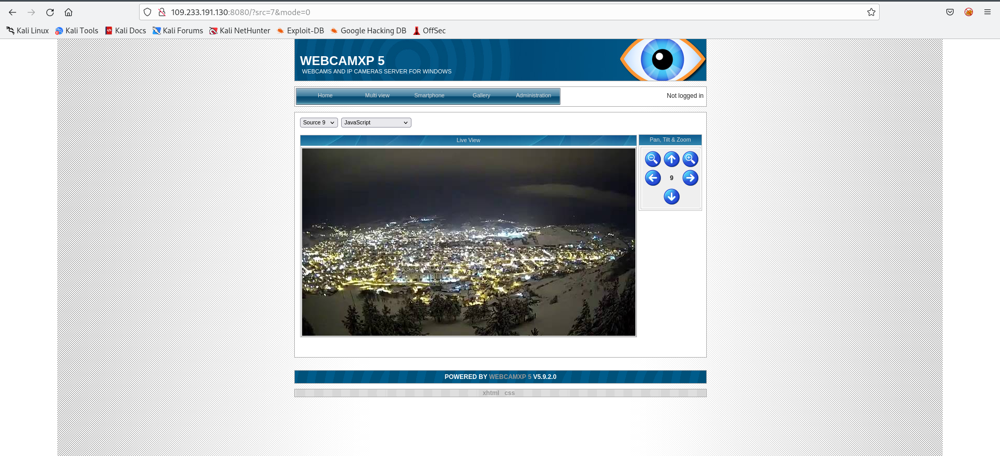 109.233.191.130:8080/?src=7&mode=0
Kali Linux Kali Tools Kali Docs Kali Forums Kali NetHunter Exploit-DB Google Hacking DB OffSec
WEBCAMXP 5
WEBCAMS AND IP CAMERAS SERVER FOR WINDOWS
Home Multi view Smartphone Gallery Administration Not logged in
Source 9 JavaScript
Live View Pan, Tilt & Zoom
9
POWERED BY WEBCAMXP 5 V5.9.2.0
xhtml css